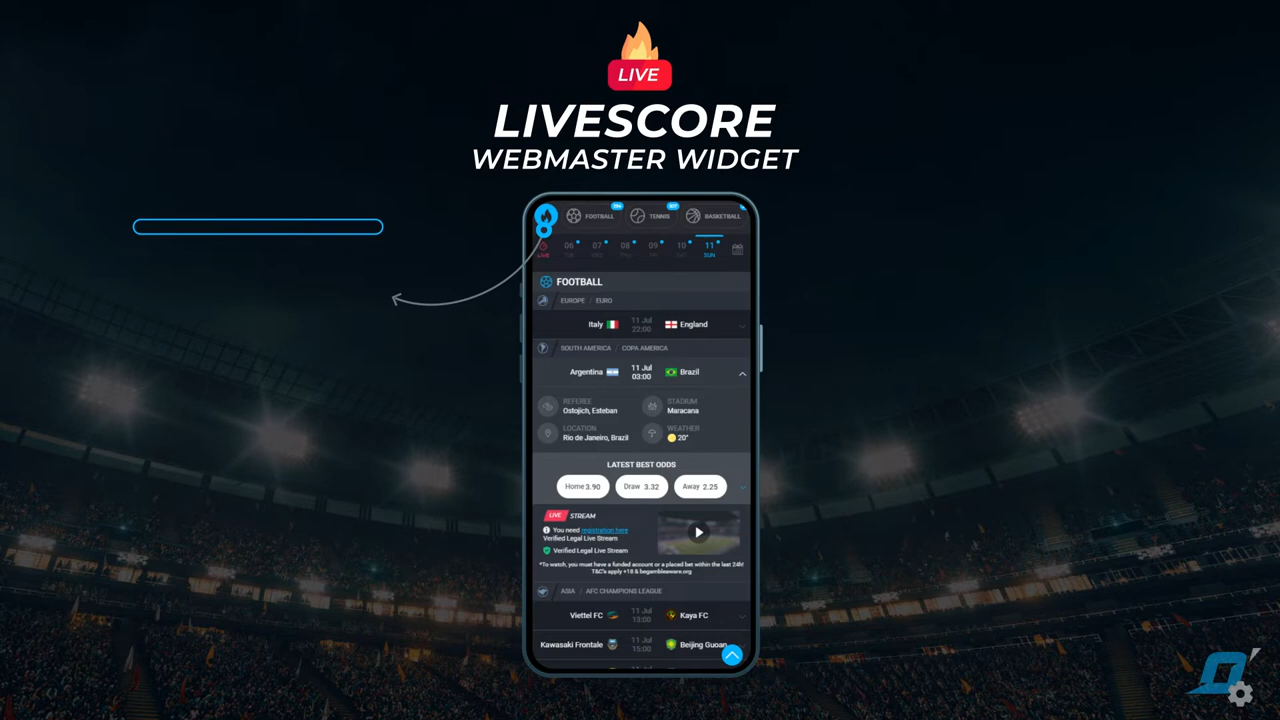 LIVE
LIVESCORE
WEBMASTER WIDGET
FOOTBALL
TENNIS
BASKETBALL
LIVE
06 07 08 09 10 11
TUE SUN
FOOTBALL
EUROPE / EURO
Italy 11 Jul 22:00 England
SOUTH AMERICA / COPA AMERICA
Argentina 11 Jul 03:00 Brazil
REFEREE
Ostojich, Esteban
STADIUM
Maracana
LOCATION
Rio de Janeiro, Brazil
WEATHER
20°
LATEST BEST ODDS
Home 3.90 Draw 3.32 Away 2.25
LIVE STREAM
You need registration here
Verified Legal Live Stream
Verified Legal Live Stream
*To watch, you must have a funded account or a placed bet within the last 24h!
T&C's apply +18 & begambleaware.org
ASIA / AFC CHAMPIONS LEAGUE
Viettel FC 11 Jul 13:00 Kaya FC
Kawasaki Frontale 11 Jul 15:00 Beijing Guoan